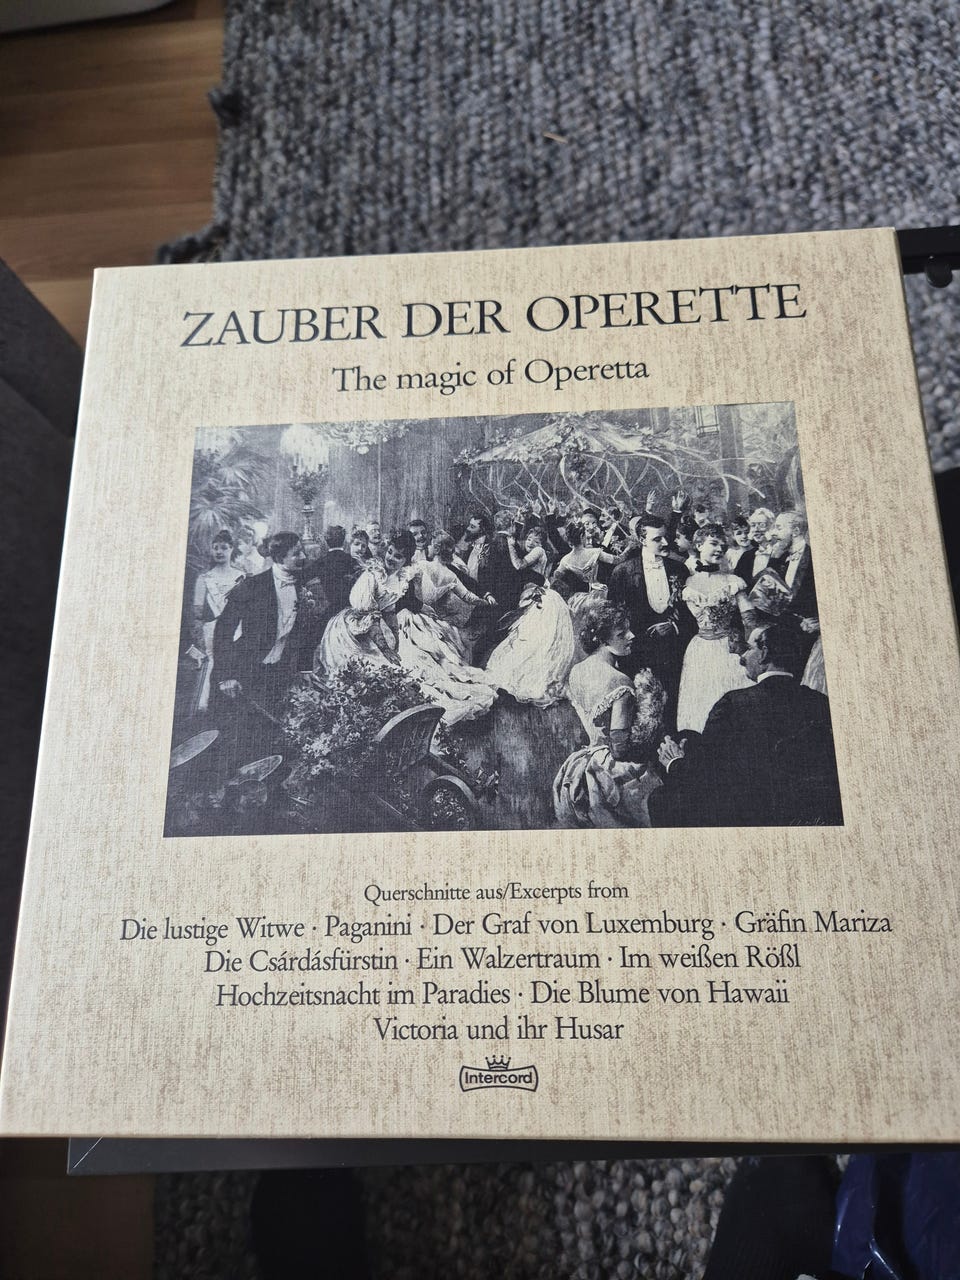 ZAUBER DER OPERETTE
The magic of Operetta
Querschnitte aus/Excerpts from
Die lustige Witwe · Paganini · Der Graf von Luxemburg · Gräfin Mariza
Die Csárdásfürstin · Ein Walzertraum · Im weißen Rößl
Hochzeitsnacht im Paradies · Die Blume von Hawaii
Victoria und ihr Husar
Intercord